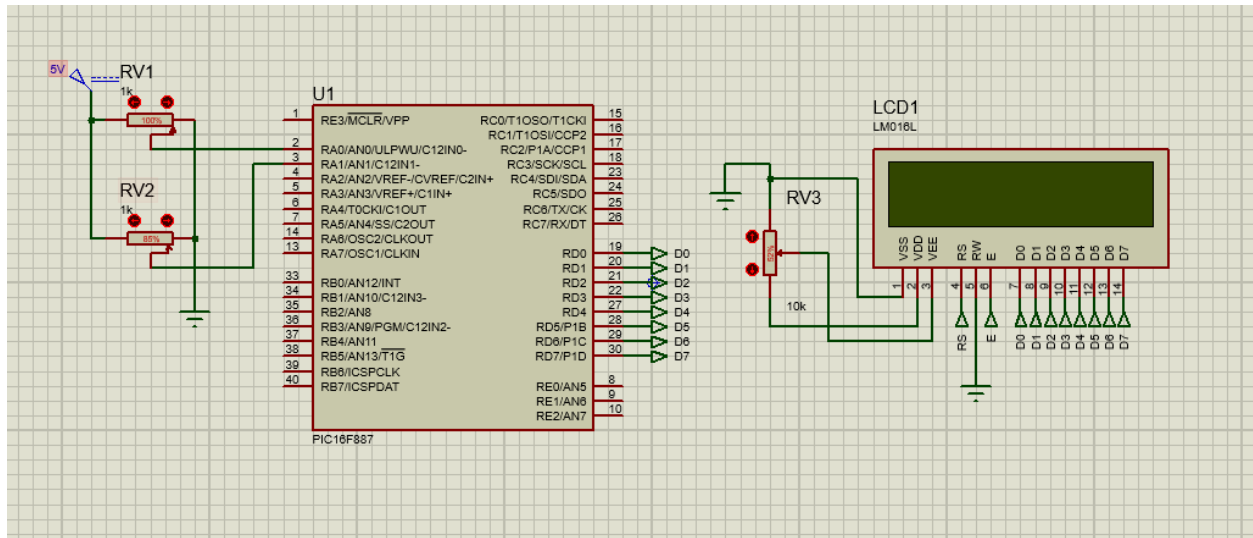 5V
RV1
1k
100%
RV2
1k
85%
U1
1 RE3/MCLR/VPP
2 RA0/AN0/ULPWU/C12IN0-
3 RA1/AN1/C12IN1-
4 RA2/AN2/VREF-/CVREF/C2IN+
5 RA3/AN3/VREF+/C1IN+
6 RA4/T0CKI/C1OUT
7 RA5/AN4/SS/C2OUT
14 RA6/OSC2/CLKOUT
13 RA7/OSC1/CLKIN
33 RB0/AN12/INT
34 RB1/AN10/C12IN3-
35 RB2/AN8
36 RB3/AN9/PGM/C12IN2-
37 RB4/AN11
38 RB5/AN13/T1G
39 RB6/ICSPCLK
40 RB7/ICSPDAT
RC0/T1OSO/T1CKI 15
RC1/T1OSI/CCP2 16
RC2/P1A/CCP1 17
RC3/SCK/SCL 18
RC4/SDI/SDA 23
RC5/SDO 24
RC6/TX/CK 25
RC7/RX/DT 26
RD0 19 D0
RD1 20 D1
RD2 21 D2
RD3 22 D3
RD4 27 D4
RD5/P1B 28 D5
RD6/P1C 29 D6
RD7/P1D 30 D7
RE0/AN5 8
RE1/AN6 9
RE2/AN7 10
PIC16F887
RV3
52%
10k
LCD1
LM016L
VSS VDD VEE RS RW E D0 D1 D2 D3 D4 D5 D6 D7
1 2 3 4 5 6 7 8 9 10 11 12 13 14
RS E D0 D1 D2 D3 D4 D5 D6 D7